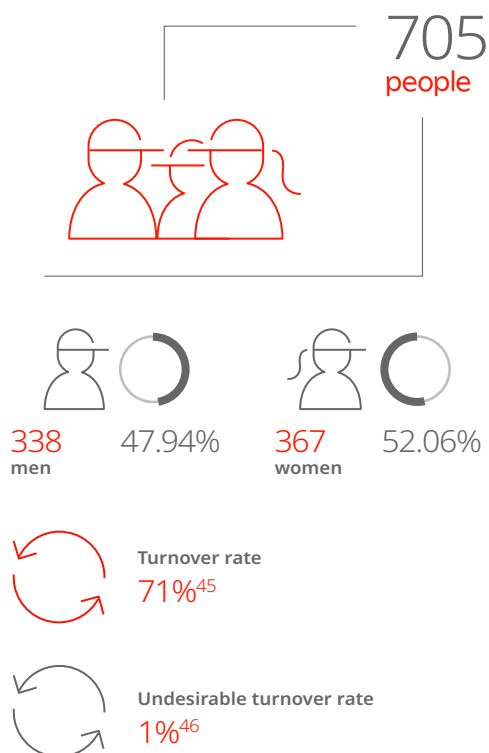 705
people
338
men
47.94%
367
women
52.06%
Turnover rate
71%45
Undesirable turnover rate
1%46